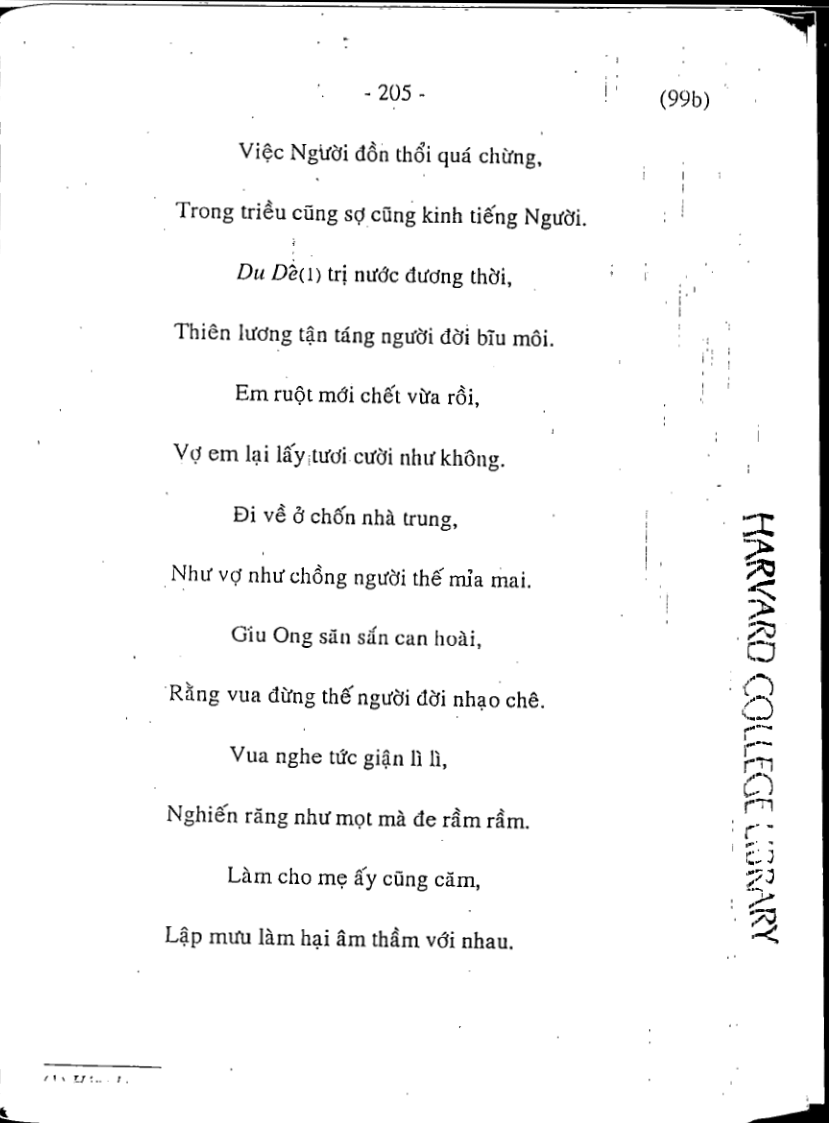 - 205 -
(99b)
Việc Người đồn thổi quá chừng,
Trong triều cũng sợ cũng kinh tiếng Người.
Du Dê(1) trị nước đương thời,
Thiên lương tận táng người đời bĩu môi.
Em ruột mới chết vừa rồi,
Vợ em lại lấy tươi cười như không.
Đi về ở chốn nhà trung,
Như vợ như chồng người thế mỉa mai.
Giu Ong săn sắn can hoài,
Rằng vua đừng thế người đời nhạo chê.
Vua nghe tức giận lì lì,
Nghiến răng như mọt mà đe rầm rầm.
Làm cho mẹ ấy cũng căm,
Lập mưu làm hại âm thầm với nhau.
HARVARD COLLEGE LIBRARY